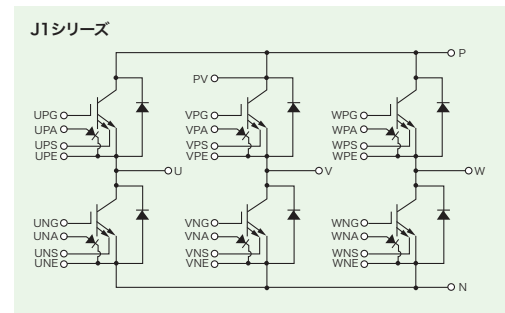 J1シリーズ
P
PV
UPG
UPA
UPS
UPE
VPG
VPA
VPS
VPE
WPG
WPA
WPS
WPE
U
V
W
UNG
UNA
UNS
UNE
VNG
VNA
VNS
VNE
WNG
WNA
WNS
WNE
N